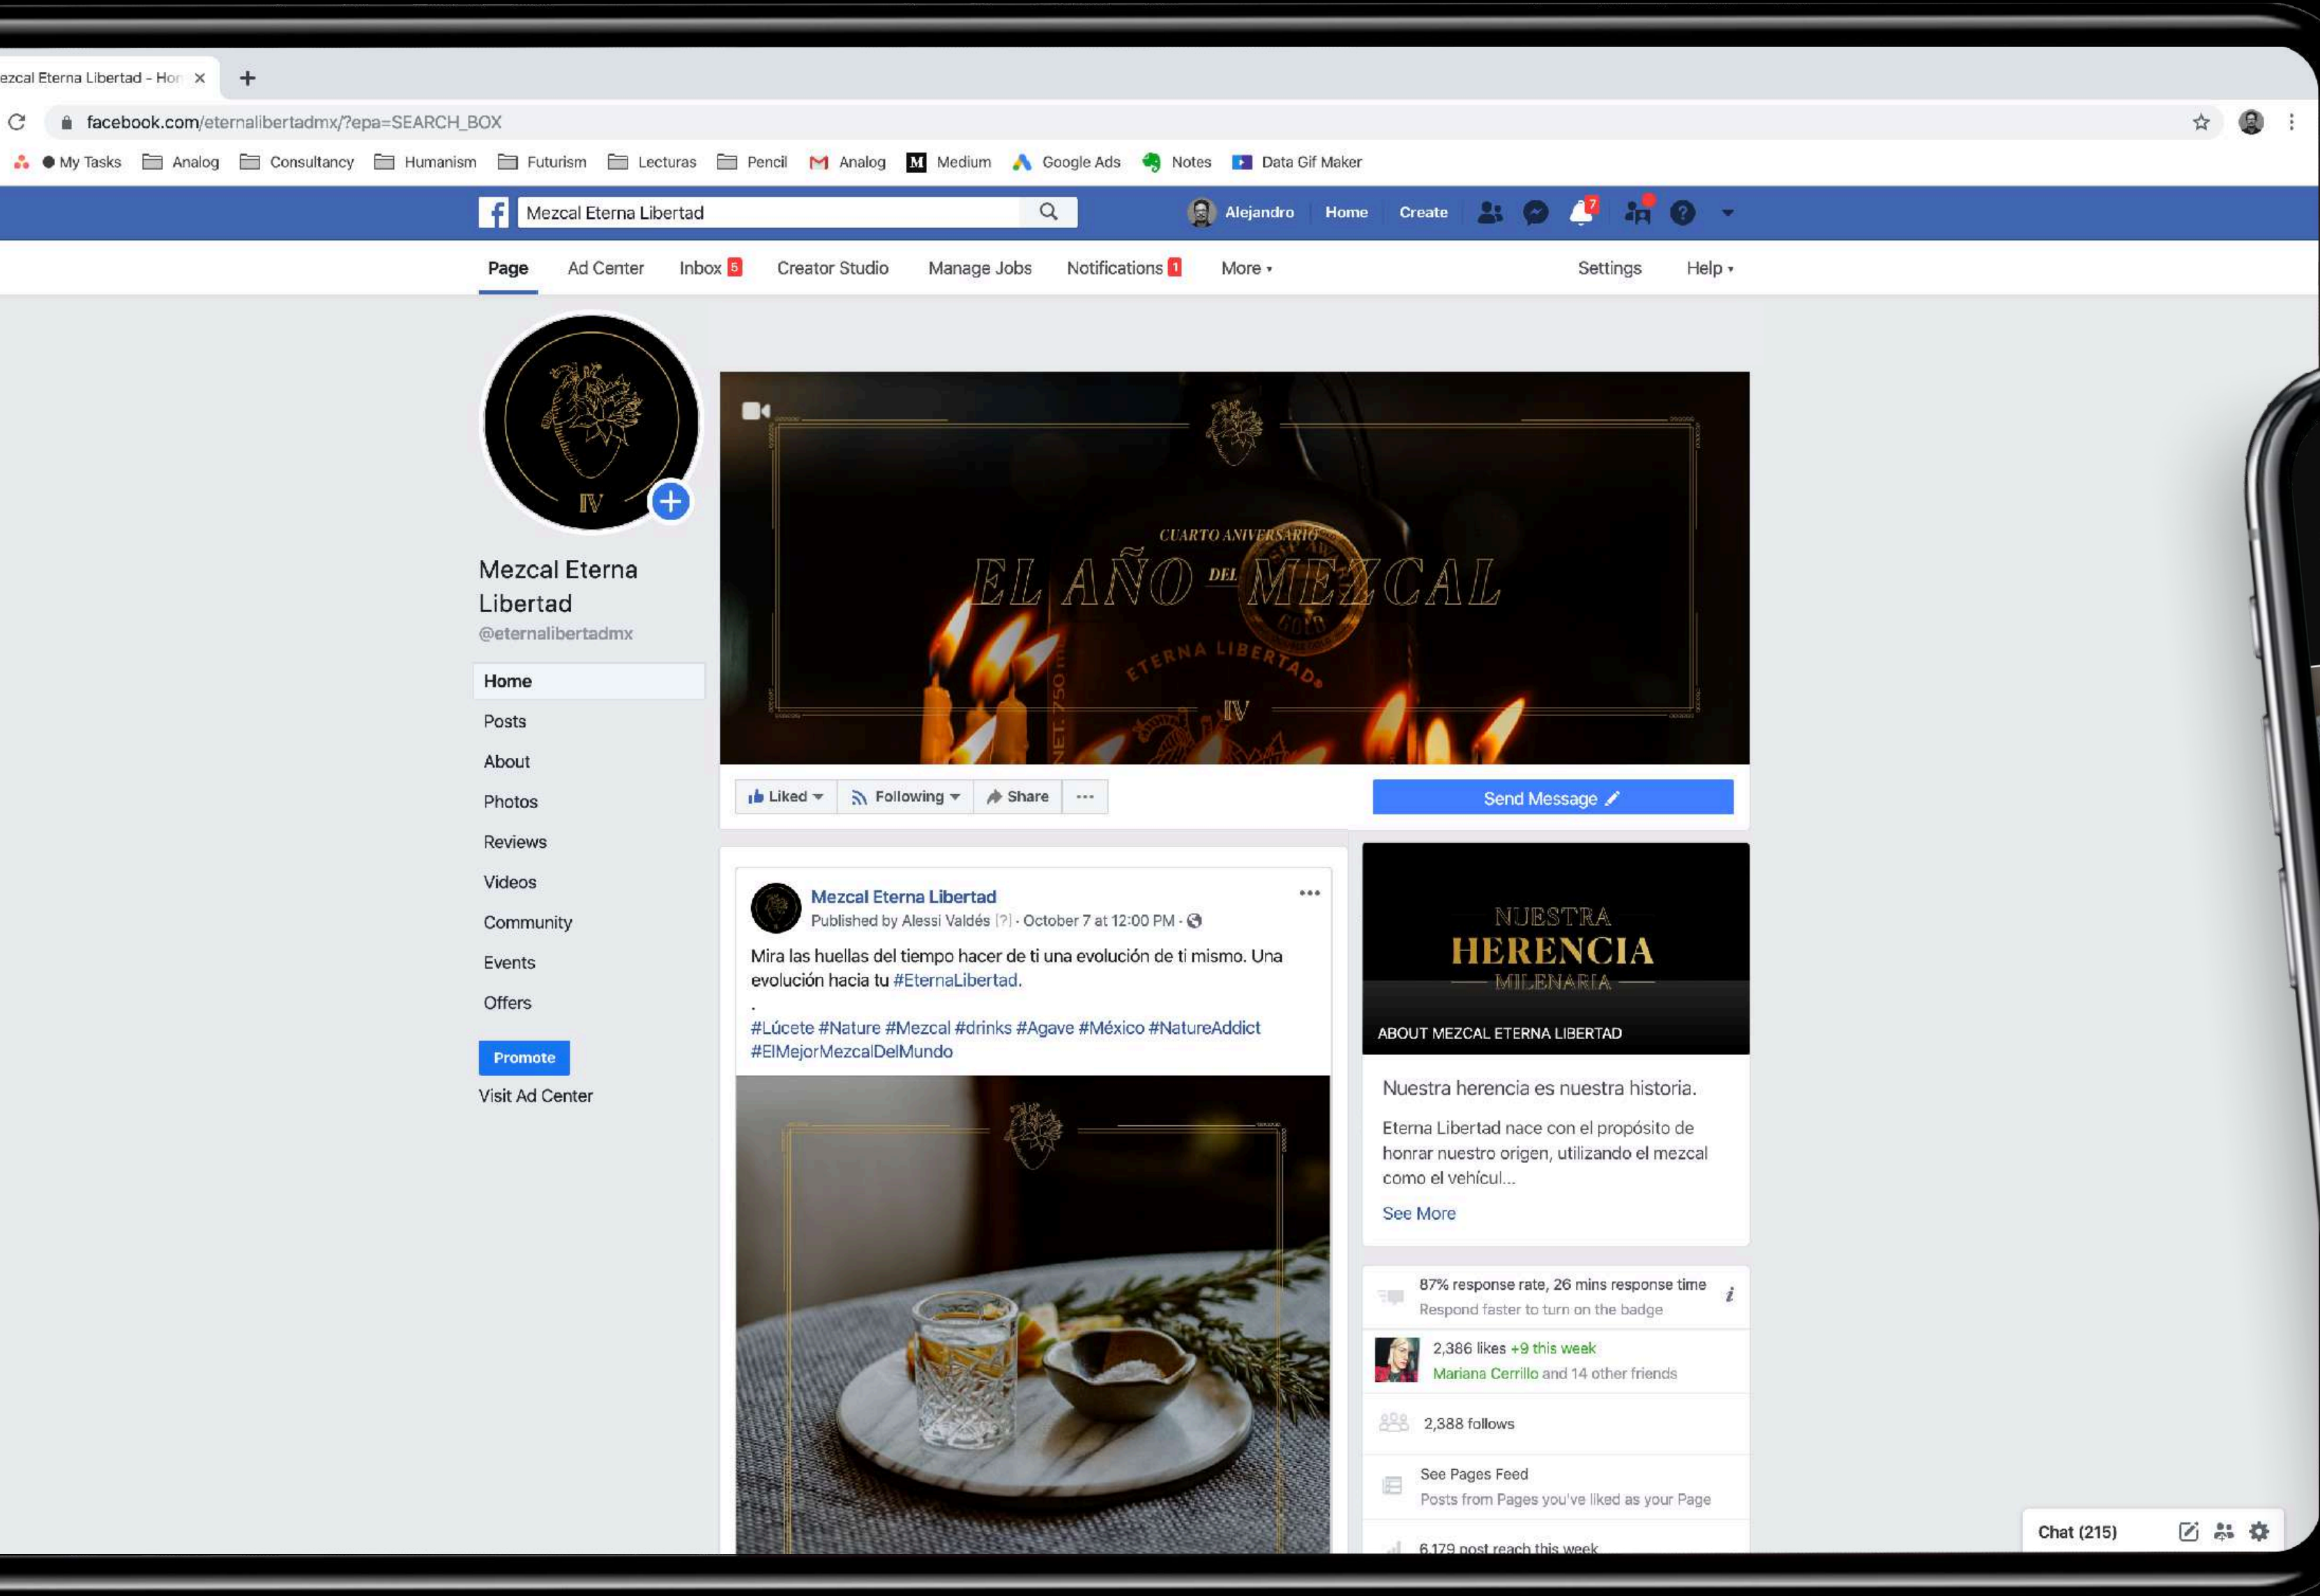 ezcal Eterna Libertad - Hor
facebook.com/eternalibertadmx/?epa=SEARCH_BOX
My Tasks Analog Consultancy Humanism Futurism Lecturas Pencil Analog M Medium Google Ads Notes Data Gif Maker
f Mezcal Eterna Libertad Alejandro Home Create 7 ?
Page Ad Center Inbox 5 Creator Studio Manage Jobs Notifications 1 More Settings Help
IV
Mezcal Eterna
Libertad
@eternalibertadmx
Home
Posts
About
Photos
Reviews
Videos
Community
Events
Offers
Promote
Visit Ad Center
CUARTO ANIVERSARIO
EL AÑO DEL MEZCAL
GOLD
ETERNA LIBERTAD®
NET. 750 ml
IV
Liked Following Share ...
Send Message
Mezcal Eterna Libertad
Published by Alessi Valdés [?] · October 7 at 12:00 PM ·
Mira las huellas del tiempo hacer de ti una evolución de ti mismo. Una
evolución hacia tu #EternaLibertad.
.
#Lúcete #Nature #Mezcal #drinks #Agave #México #NatureAddict
#ElMejorMezcalDelMundo
NUESTRA
HERENCIA
MILENARIA
ABOUT MEZCAL ETERNA LIBERTAD
Nuestra herencia es nuestra historia.
Eterna Libertad nace con el propósito de
honrar nuestro origen, utilizando el mezcal
como el vehícul...
See More
87% response rate, 26 mins response time
Respond faster to turn on the badge
2,386 likes +9 this week
Mariana Cerrillo and 14 other friends
2,388 follows
See Pages Feed
Posts from Pages you've liked as your Page
6,179 post reach this week
Chat (215)